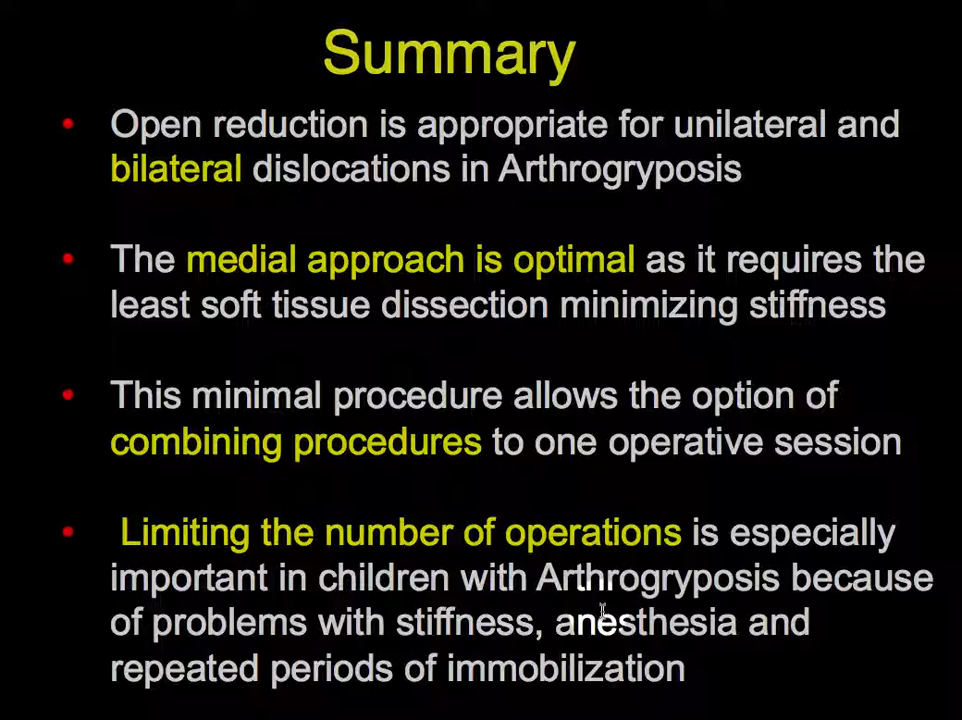 Summary
• Open reduction is appropriate for unilateral and
bilateral dislocations in Arthrogryposis
• The medial approach is optimal as it requires the
least soft tissue dissection minimizing stiffness
• This minimal procedure allows the option of
combining procedures to one operative session
• Limiting the number of operations is especially
important in children with Arthrogryposis because
of problems with stiffness, anesthesia and
repeated periods of immobilization